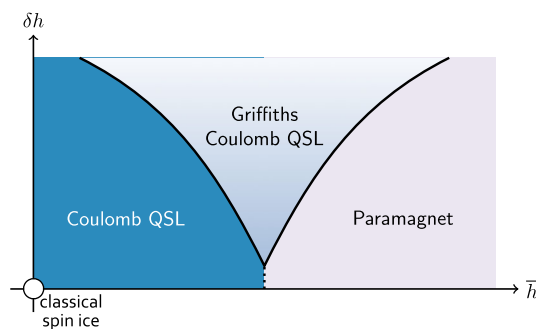 δh
Griffiths
Coulomb QSL
Coulomb QSL
Paramagnet
h̅
classical
spin ice